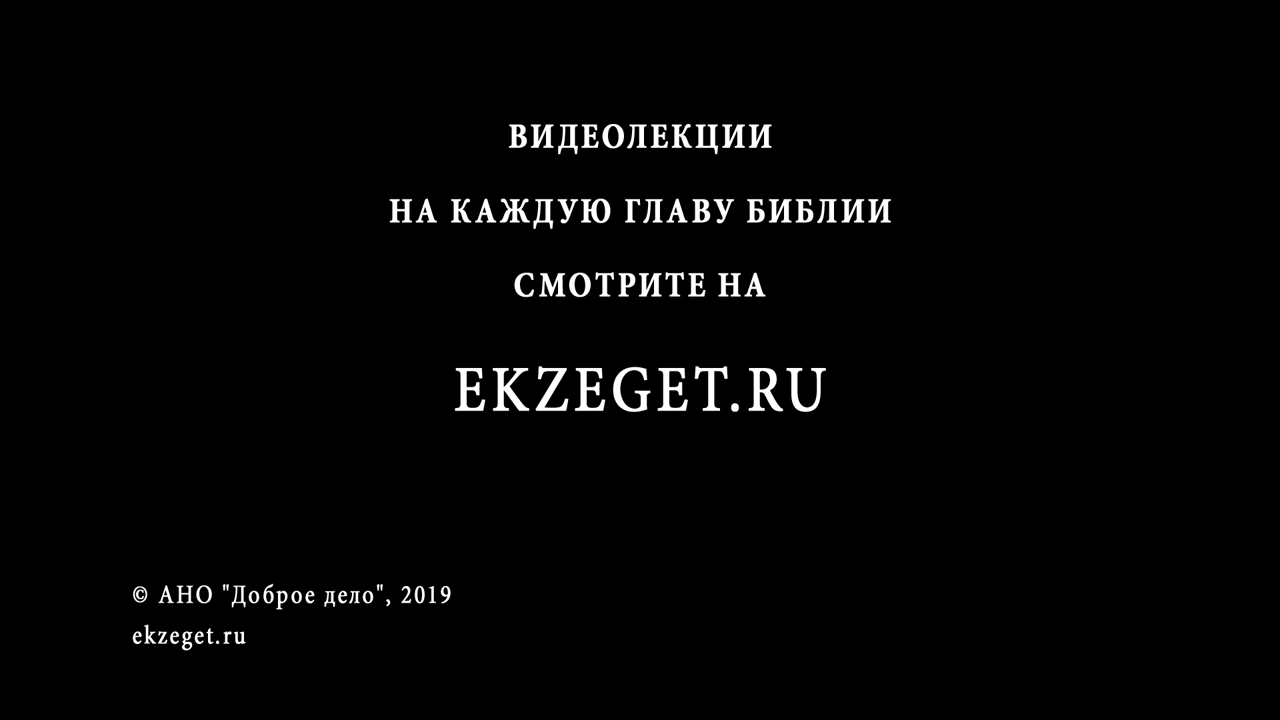 ВИДЕОЛЕКЦИИ
НА КАЖДУЮ ГЛАВУ БИБЛИИ
СМОТРИТЕ НА
EKZEGET.RU
© АНО "Доброе дело", 2019
ekzeget.ru